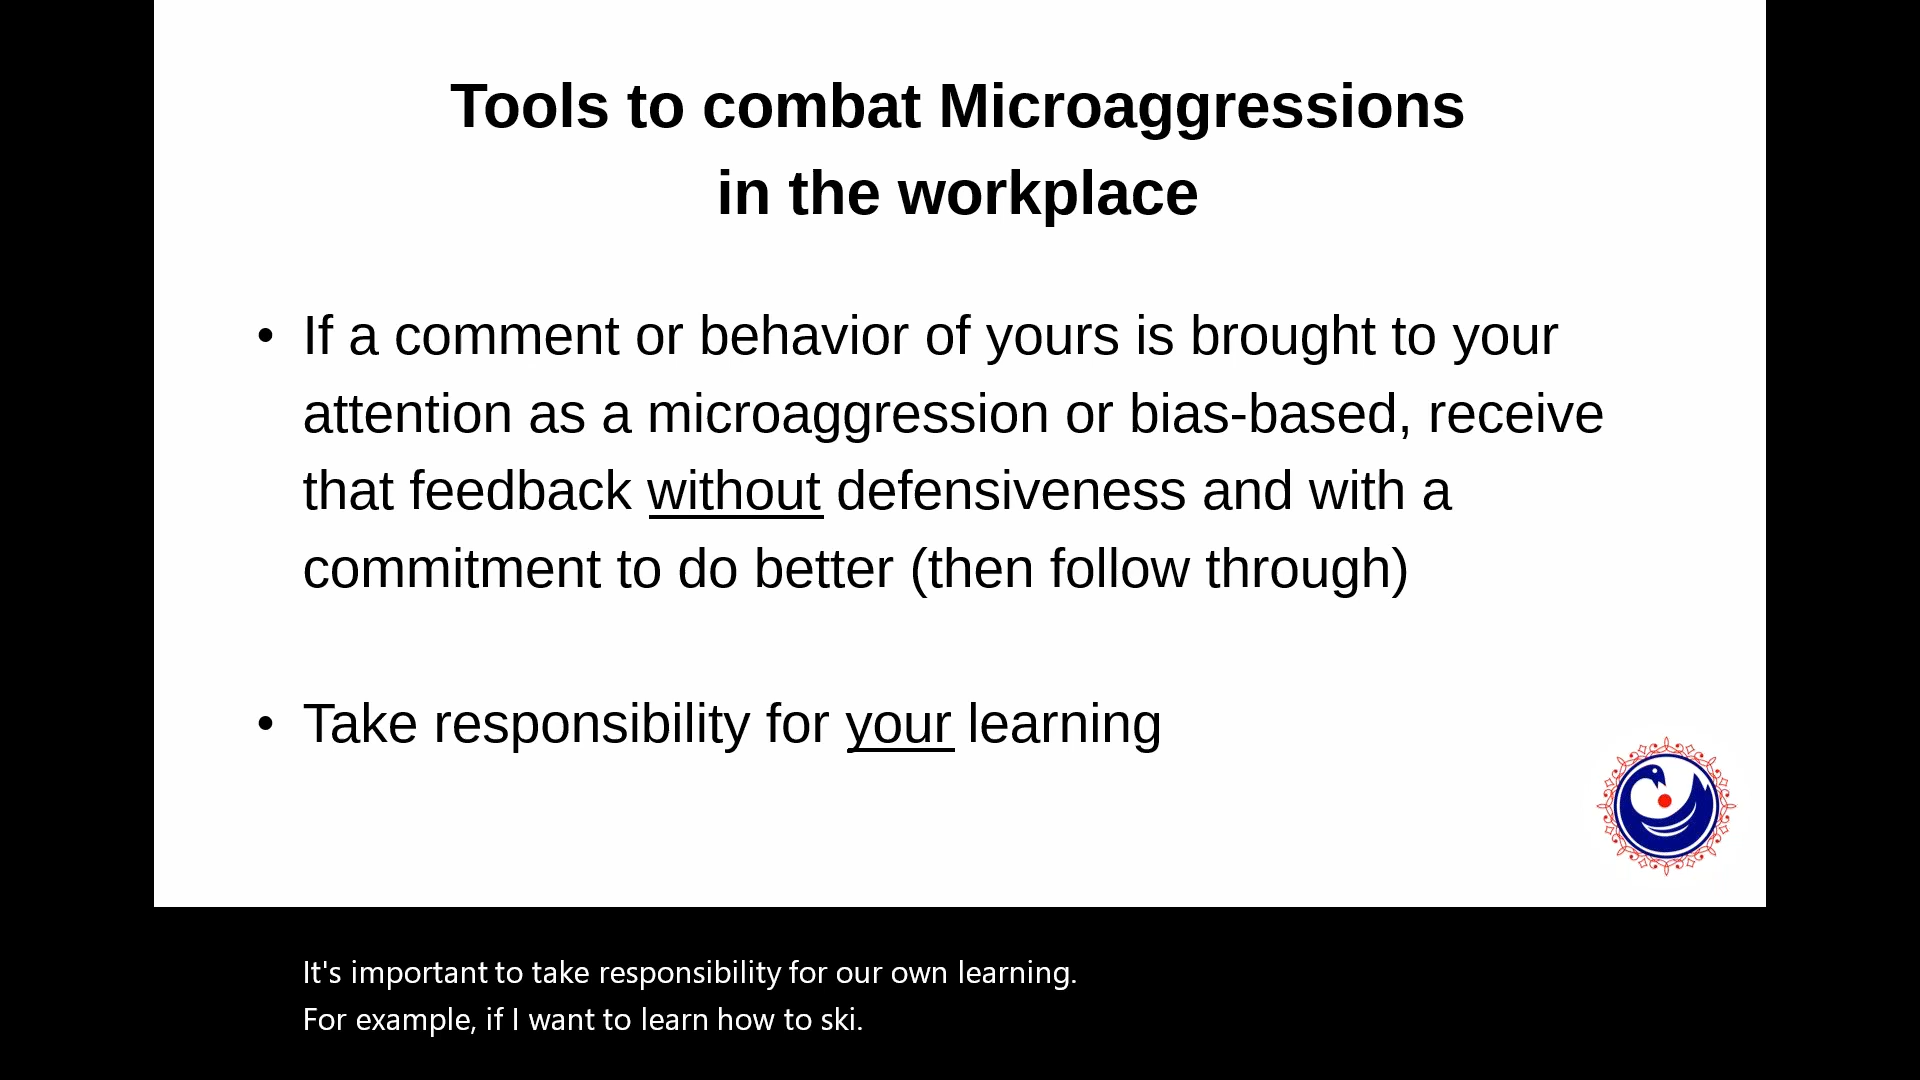 Tools to combat Microaggressions
in the workplace
• If a comment or behavior of yours is brought to your
attention as a microaggression or bias-based, receive
that feedback without defensiveness and with a
commitment to do better (then follow through)
• Take responsibility for your learning
It's important to take responsibility for our own learning.
For example, if I want to learn how to ski.